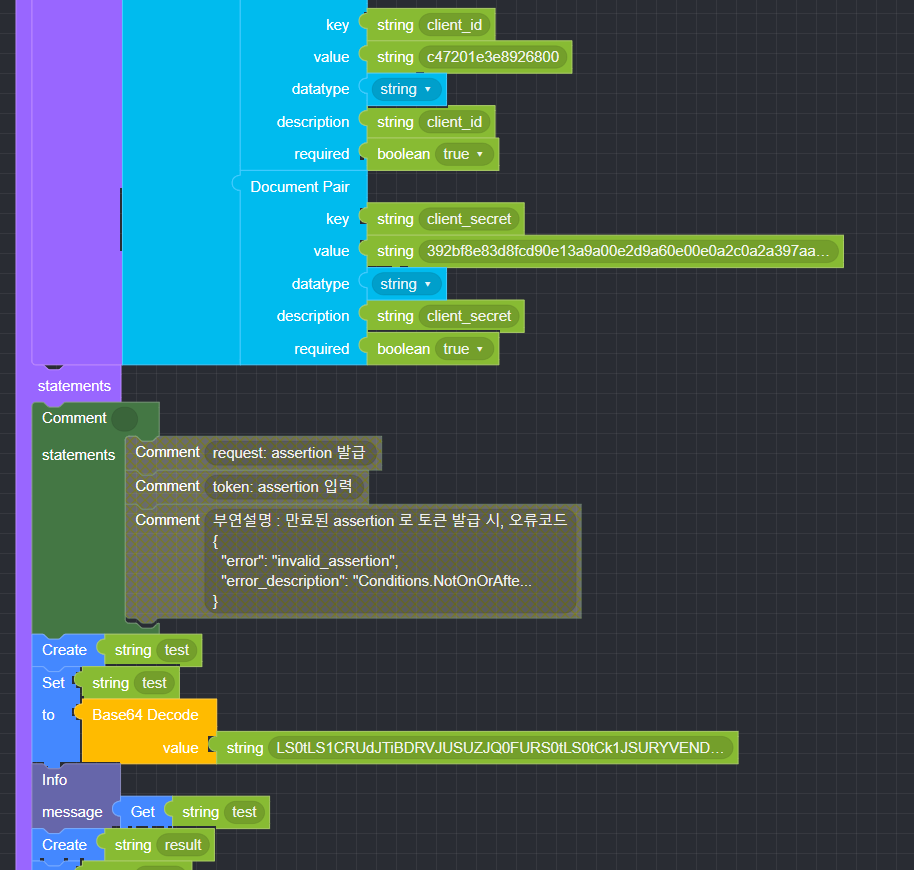 key string client_id
value string c47201e3e8926800
datatype string
description string client_id
required boolean true
Document Pair
key string client_secret
value string 392bf8e83d8fcd90e13a9a00e2d9a60e00e0a2c0a2a397aa...
datatype string
description string client_secret
required boolean true
statements
Comment
statements
Comment request: assertion 발급
Comment token: assertion 입력
Comment 부연설명 : 만료된 assertion 로 토큰 발급 시, 오류코드
{
"error": "invalid_assertion",
"error_description": "Conditions.NotOnOrAfte...
}
Create string test
Set string test
to Base64 Decode
value string LS0tLS1CRUdJTiBDRVJUSUZJQ0FURS0tLS0tCk1JSURYVEND...
Info
message Get string test
Create string result